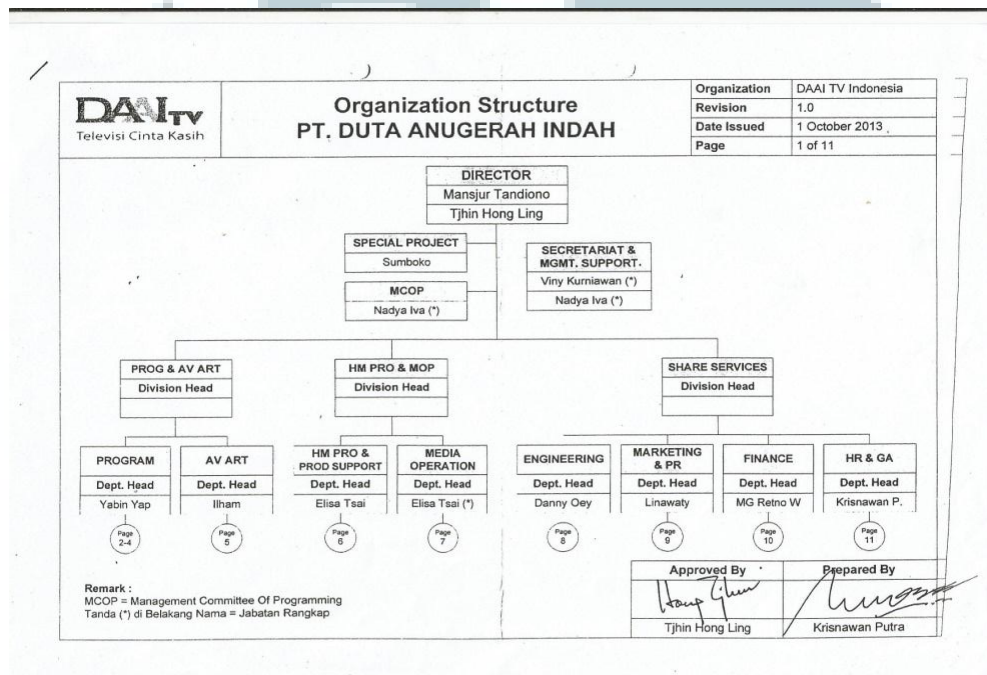 DAAI TV
Televisi Cinta Kasih
Organization Structure
PT. DUTA ANUGERAH INDAH
Organization DAAI TV Indonesia
Revision 1.0
Date Issued 1 October 2013
Page 1 of 11
DIRECTOR
Mansjur Tandiono
Tjhin Hong Ling
SPECIAL PROJECT
Sumboko
MCOP
Nadya Iva (*)
SECRETARIAT &
MGMT. SUPPORT
Viny Kurniawan (*)
Nadya Iva (*)
PROG & AV ART
Division Head
HM PRO & MOP
Division Head
SHARE SERVICES
Division Head
PROGRAM
Dept. Head
Yabin Yap
Page
2-4
AV ART
Dept. Head
Ilham
Page
5
HM PRO &
PROD SUPPORT
Dept. Head
Elisa Tsai
Page
6
MEDIA
OPERATION
Dept. Head
Elisa Tsai (*)
Page
7
ENGINEERING
Dept. Head
Danny Oey
Page
8
MARKETING
& PR
Dept. Head
Linawaty
Page
9
FINANCE
Dept. Head
MG Retno W
Page
10
HR & GA
Dept. Head
Krisnawan P.
Page
11
Remark :
MCOP = Management Committee Of Programming
Tanda (*) di Belakang Nama = Jabatan Rangkap
Approved By
Tjhin Hong Ling
Prepared By
Krisnawan Putra